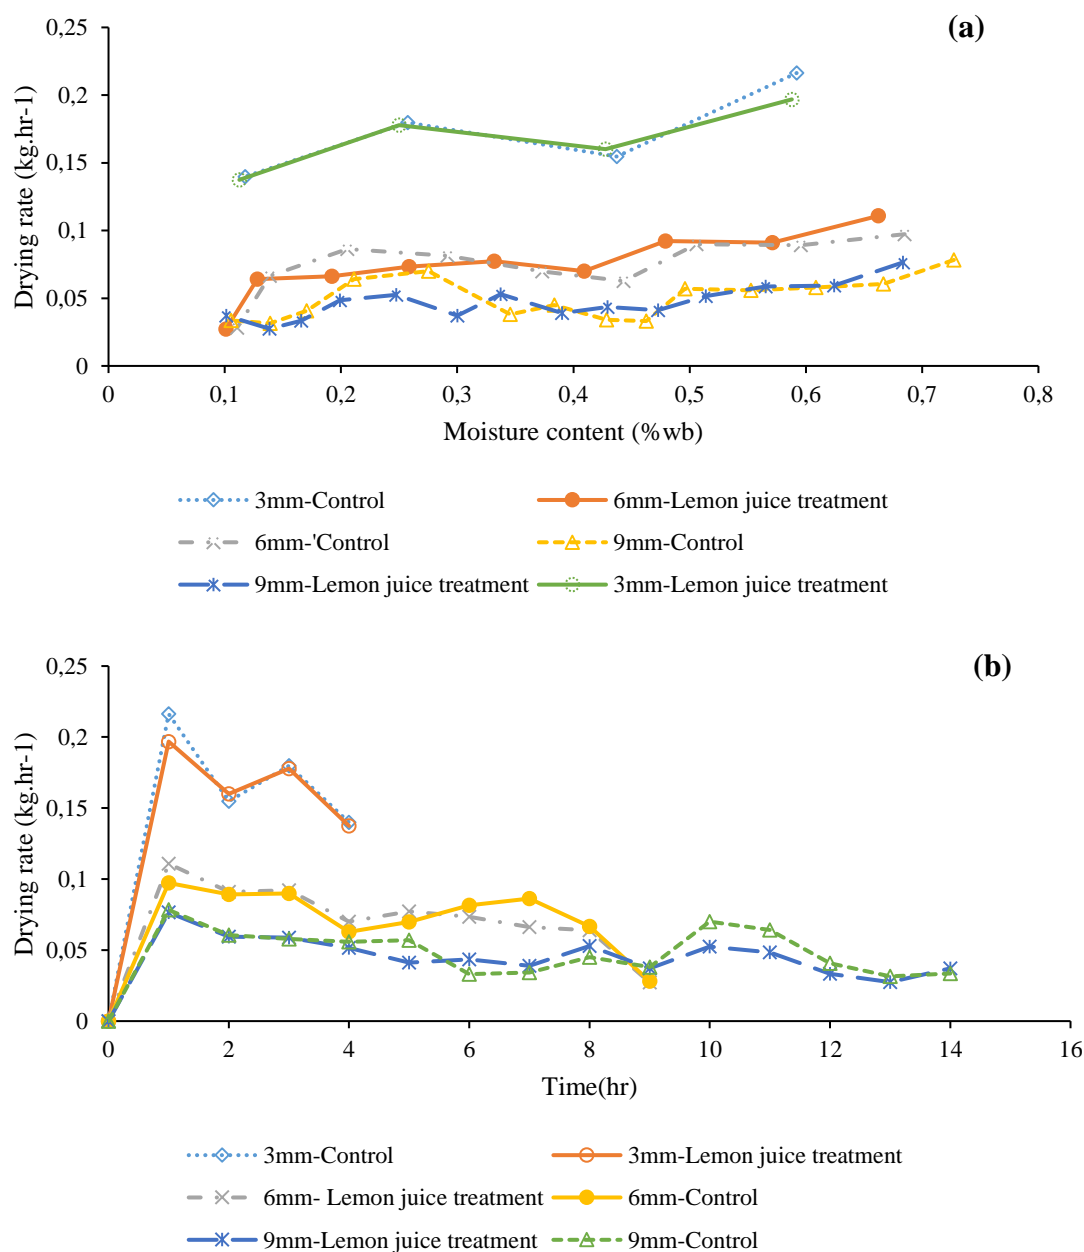 (a)
0,25
0,2
0,15
0,1
0,05
0
Drying rate (kg.hr-1)
0 0,1 0,2 0,3 0,4 0,5 0,6 0,7 0,8
Moisture content (%wb)
3mm-Control 6mm-Lemon juice treatment
6mm-'Control 9mm-Control
9mm-Lemon juice treatment 3mm-Lemon juice treatment
(b)
0,25
0,2
0,15
0,1
0,05
0
Drying rate (kg.hr-1)
0 2 4 6 8 10 12 14 16
Time(hr)
3mm-Control 3mm-Lemon juice treatment
6mm- Lemon juice treatment 6mm-Control
9mm-Lemon juice treatment 9mm-Control